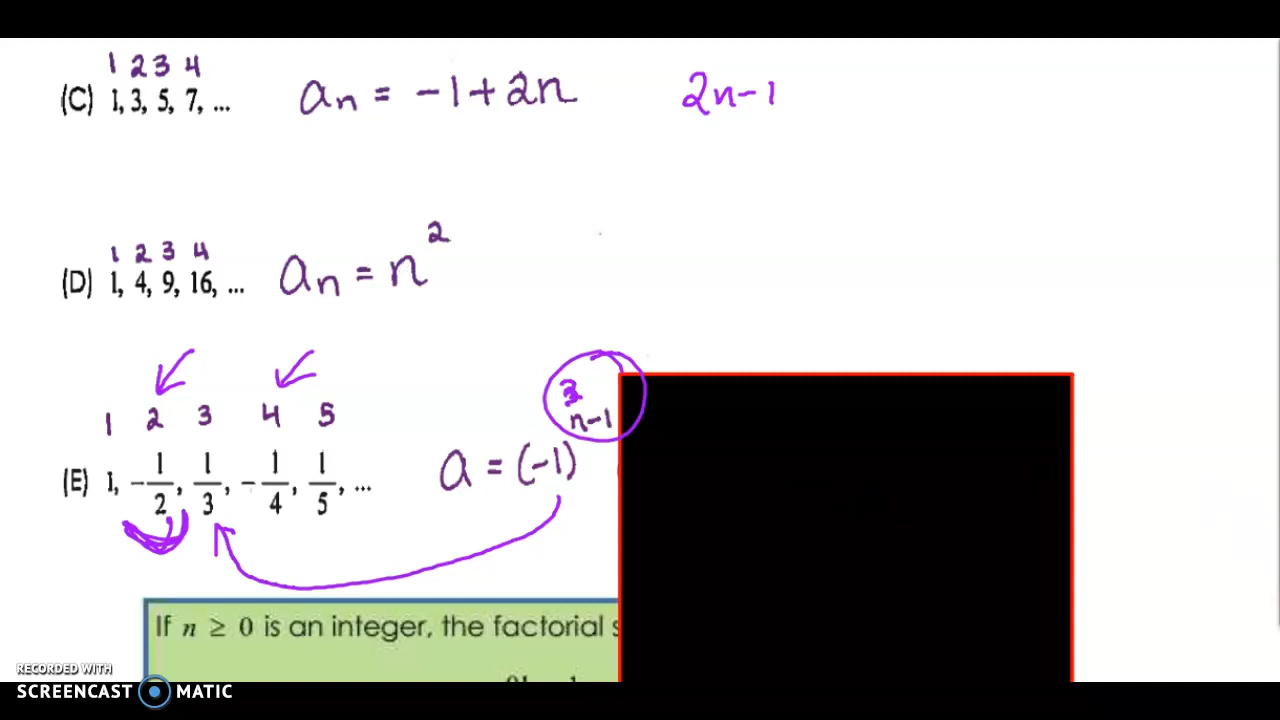 1 2 3 4
(C) 1, 3, 5, 7, ... an = -1 + 2n 2n - 1
1 2 3 4
(D) 1, 4, 9, 16, ... an = n²
1 2 3 4 5
n-1
(E) 1, -1/2, 1/3, -1/4, 1/5, ... a = (-1)
If n ≥ 0 is an integer, the factorial
RECORDED WITH
SCREENCAST MATIC